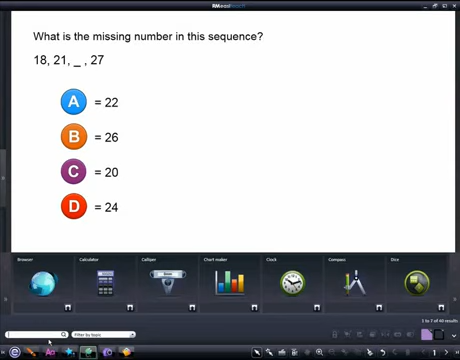 RM easiteach
What is the missing number in this sequence?
18, 21, _ , 27
A = 22
B = 26
C = 20
D = 24
Browser Calculator Calliper Chart maker Clock Compass Dice
1 to 7 of 40 results
Filter by topic
1